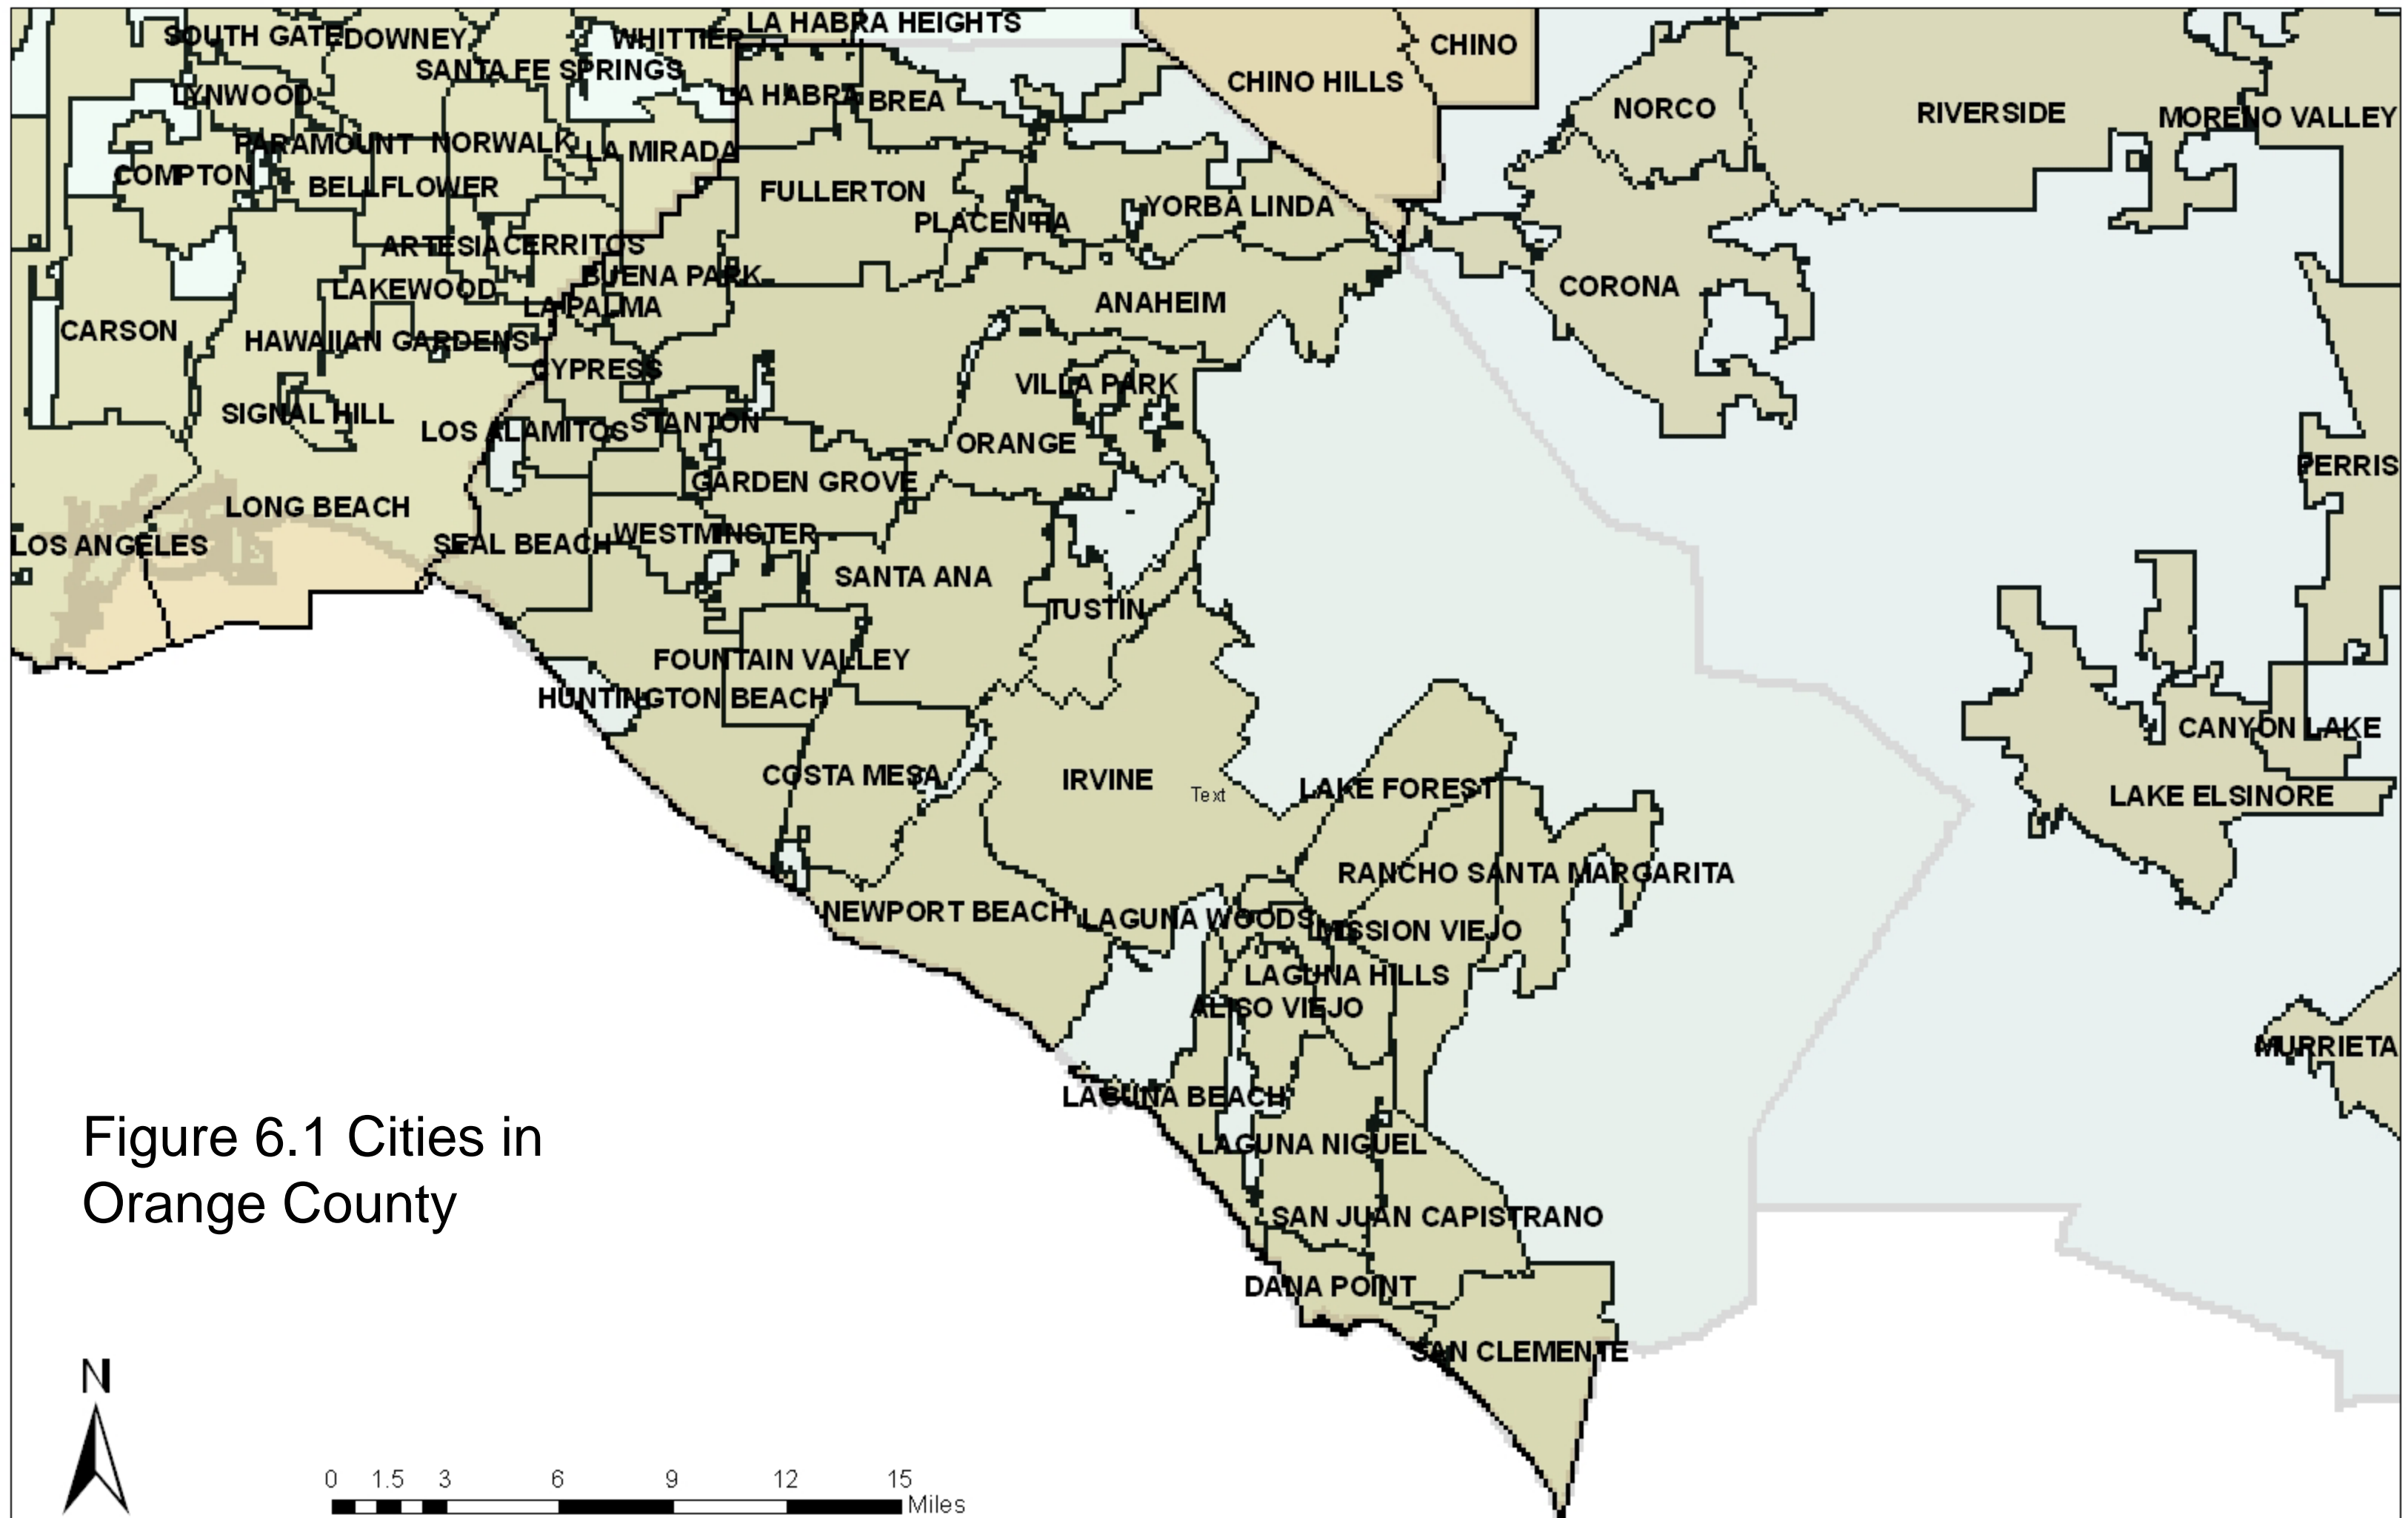 LA HABRA HEIGHTS
SOUTH GATE
DOWNEY
WHITTIER
CHINO
SANTA FE SPRINGS
CHINO HILLS
LYNWOOD
LA HABRA
BREA
NORCO
RIVERSIDE
MORENO VALLEY
PARAMOUNT
NORWALK
LA MIRADA
COMPTON
BELLFLOWER
FULLERTON
YORBA LINDA
PLACENTIA
ARTESIA
CERRITOS
BUENA PARK
LAKEWOOD
CORONA
LA PALMA
ANAHEIM
CARSON
HAWAIIAN GARDENS
CYPRESS
VILLA PARK
SIGNAL HILL
LOS ALAMITOS
STANTON
ORANGE
PERRIS
GARDEN GROVE
LONG BEACH
LOS ANGELES
SEAL BEACH
WESTMINSTER
SANTA ANA
TUSTIN
FOUNTAIN VALLEY
HUNTINGTON BEACH
CANYON LAKE
COSTA MESA
IRVINE
Text
LAKE FOREST
LAKE ELSINORE
RANCHO SANTA MARGARITA
NEWPORT BEACH
LAGUNA WOODS
MISSION VIEJO
LAGUNA HILLS
ALISO VIEJO
MURRIETA
LAGUNA BEACH
Figure 6.1 Cities in
Orange County
LAGUNA NIGUEL
SAN JUAN CAPISTRANO
DANA POINT
SAN CLEMENTE
N
0 1.5 3 6 9 12 15
Miles